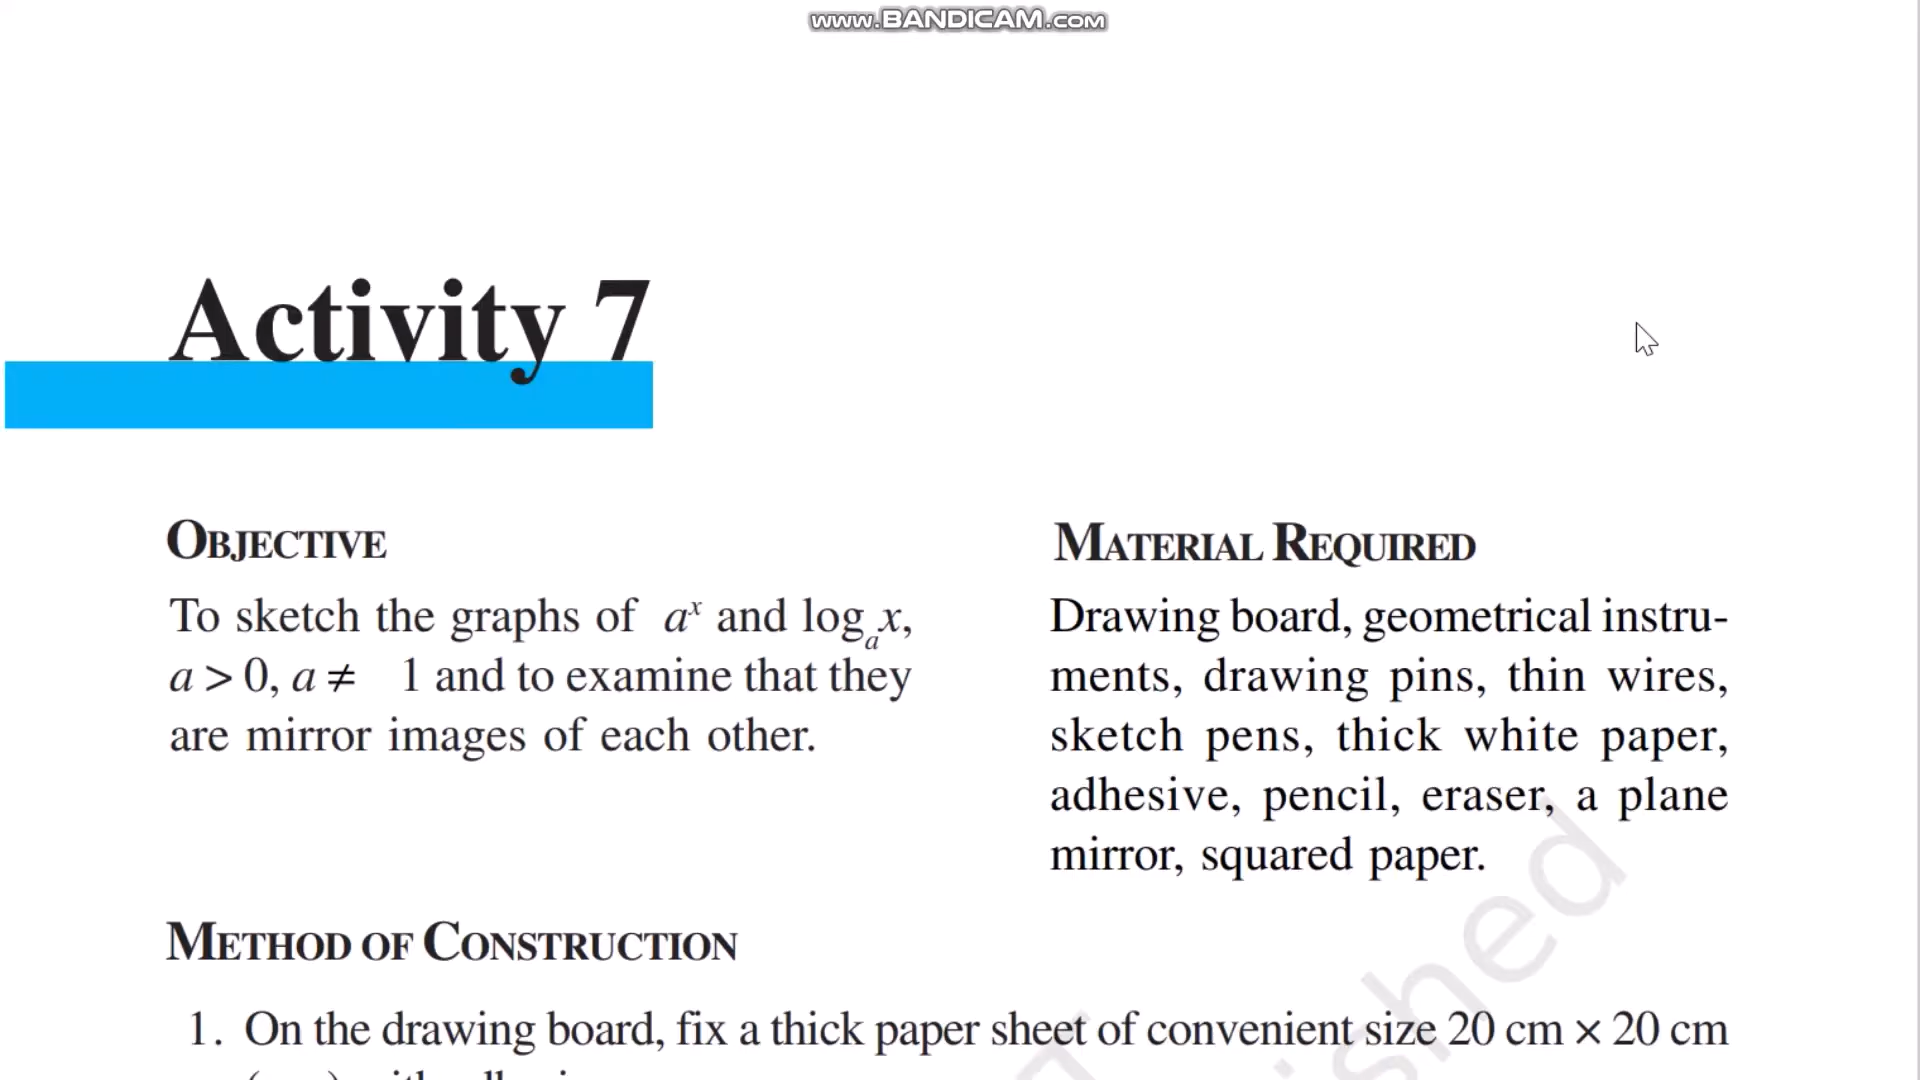 www.BANDICAM.com
Activity 7
OBJECTIVE
To sketch the graphs of aˣ and logₐx,
a > 0, a ≠ 1 and to examine that they
are mirror images of each other.
MATERIAL REQUIRED
Drawing board, geometrical instru-
ments, drawing pins, thin wires,
sketch pens, thick white paper,
adhesive, pencil, eraser, a plane
mirror, squared paper.
METHOD OF CONSTRUCTION
1. On the drawing board, fix a thick paper sheet of convenient size 20 cm × 20 cm